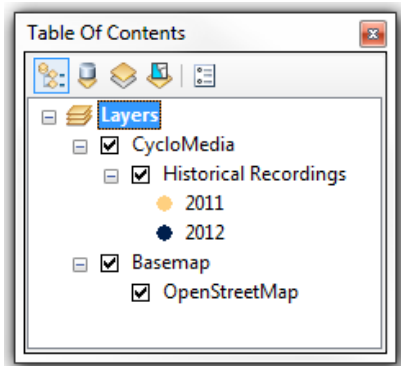 Table Of Contents
Layers
CycloMedia
Historical Recordings
2011
2012
Basemap
OpenStreetMap